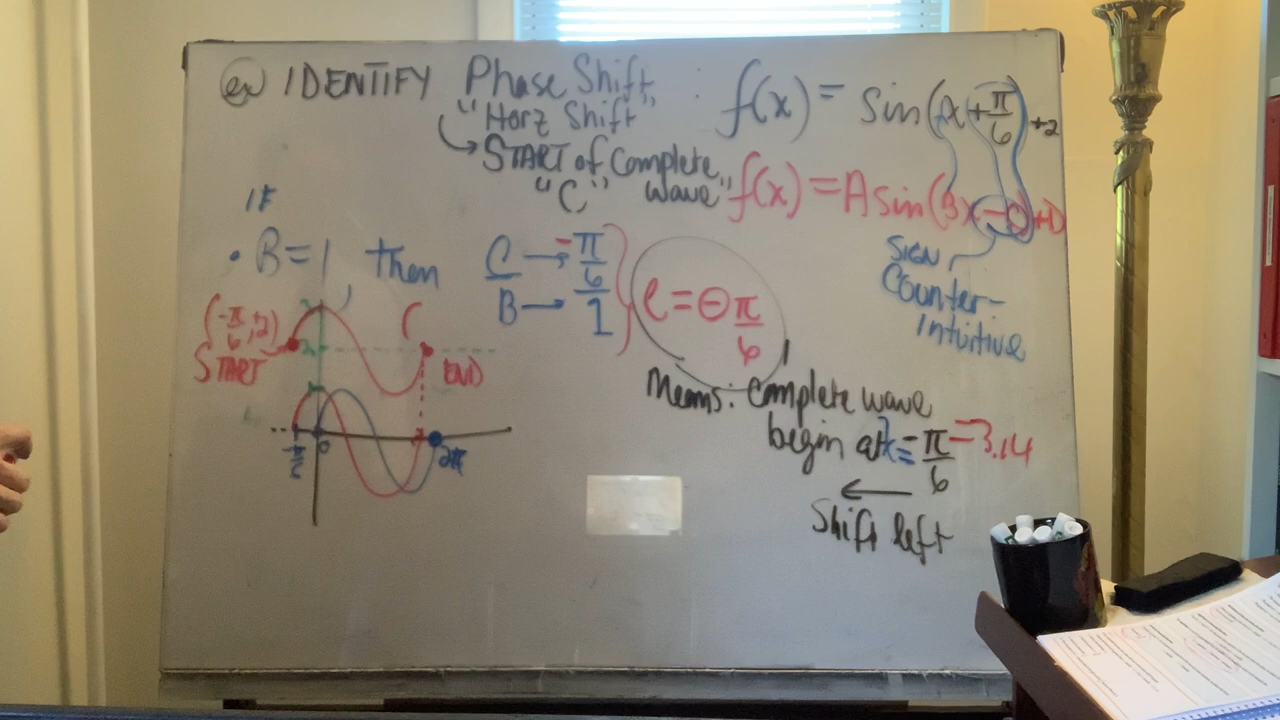 ex IDENTIFY Phase Shift : f(x) = Sin(x + π/6) +2
"Horz Shift"
START of Complete
"C" wave" f(x) = A sin(Bx - C) + D
IF
• B = 1 then C → -π/6
B → 1
C = - π/6
SIGN
Counter-
intuitive
(-π/6, 2)
START
2
END
0
2π
Means: Complete wave
begin at x = -π/6 = 3.14
Shift left